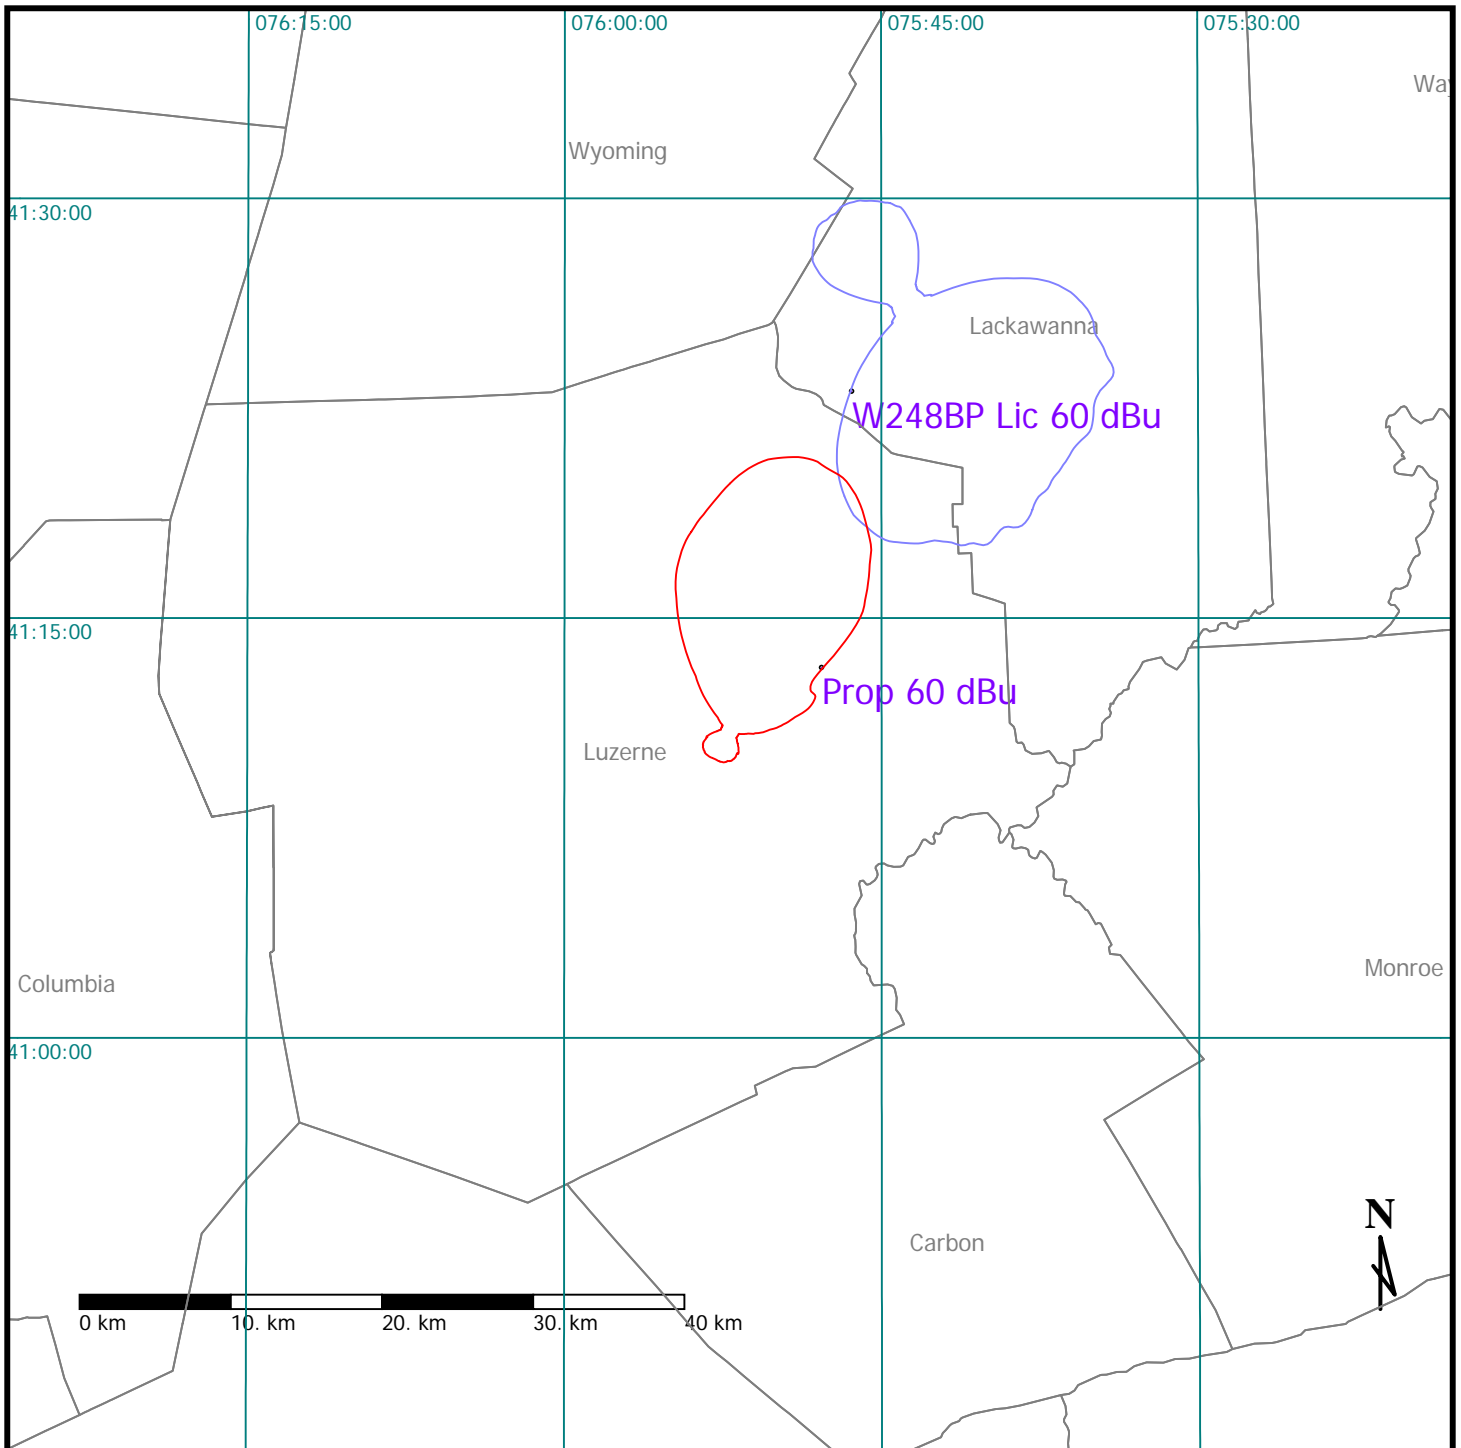 076:15:00 076:00:00 075:45:00 075:30:00
Way
Wyoming
41:30:00
Lackawanna
W248BP Lic 60 dBu
41:15:00
Prop 60 dBu
Luzerne
Columbia
Monroe
41:00:00
N
Carbon
0 km 10. km 20. km 30. km 40 km